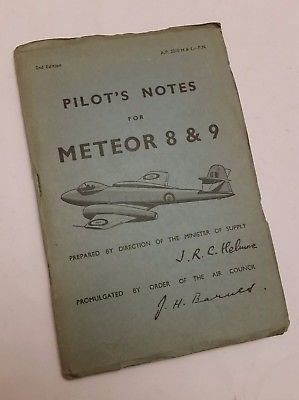 2nd Edition
A.P. 2210 H & L.—P.N.
PILOT'S NOTES
FOR
METEOR 8 & 9
PREPARED BY DIRECTION OF THE MINISTER OF SUPPLY
J. R. C. Helmore
PROMULGATED BY ORDER OF THE AIR COUNCIL
J. H. Barnes.